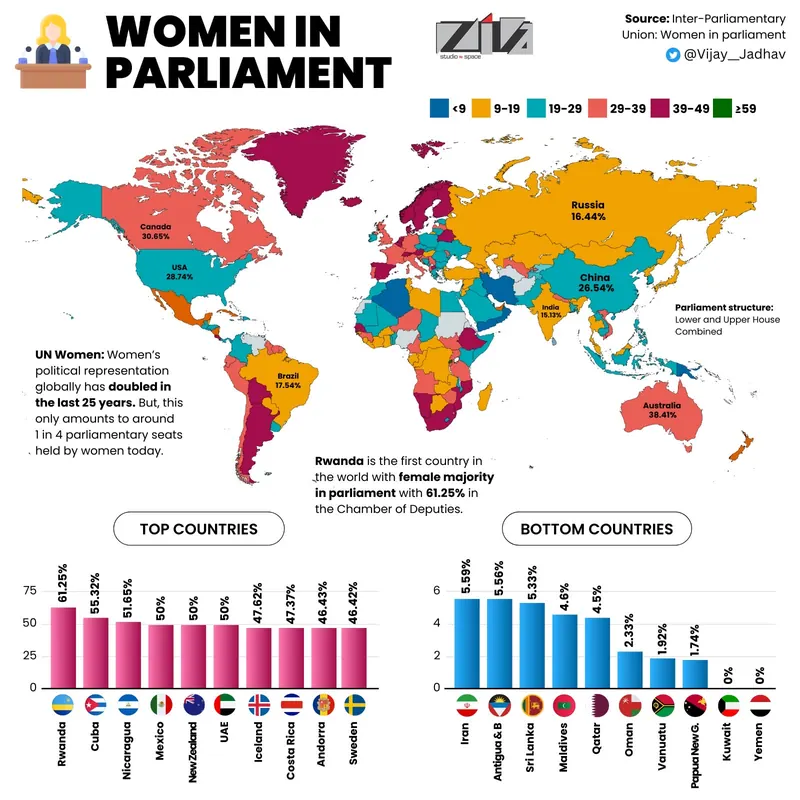 WOMEN IN
PARLIAMENT
ZIVA
studio space
Source: Inter-Parliamentary
Union: Women in parliament
@Vijay__Jadhav
<9
9-19
19-29
29-39
39-49
≥59
Canada
30.65%
USA
28.74%
Brazil
17.54%
Russia
16.44%
China
26.54%
India
15.13%
Australia
38.41%
Parliament structure:
Lower and Upper House
Combined
UN Women: Women's
political representation
globally has doubled in
the last 25 years. But, this
only amounts to around
1 in 4 parliamentary seats
held by women today.
Rwanda is the first country in
the world with female majority
in parliament with 61.25% in
the Chamber of Deputies.
TOP COUNTRIES
75
50
25
0
61.25%
55.32%
51.65%
50%
50%
50%
47.62%
47.37%
46.43%
46.42%
Rwanda
Cuba
Nicaragua
Mexico
New Zealand
UAE
Iceland
Costa Rica
Andorra
Sweden
BOTTOM COUNTRIES
6
4
2
0
5.59%
5.56%
5.33%
4.6%
4.5%
2.33%
1.92%
1.74%
0%
0%
Iran
Antigua & B
Sri Lanka
Maldives
Qatar
Oman
Vanuatu
Papua New G.
Kuwait
Yemen